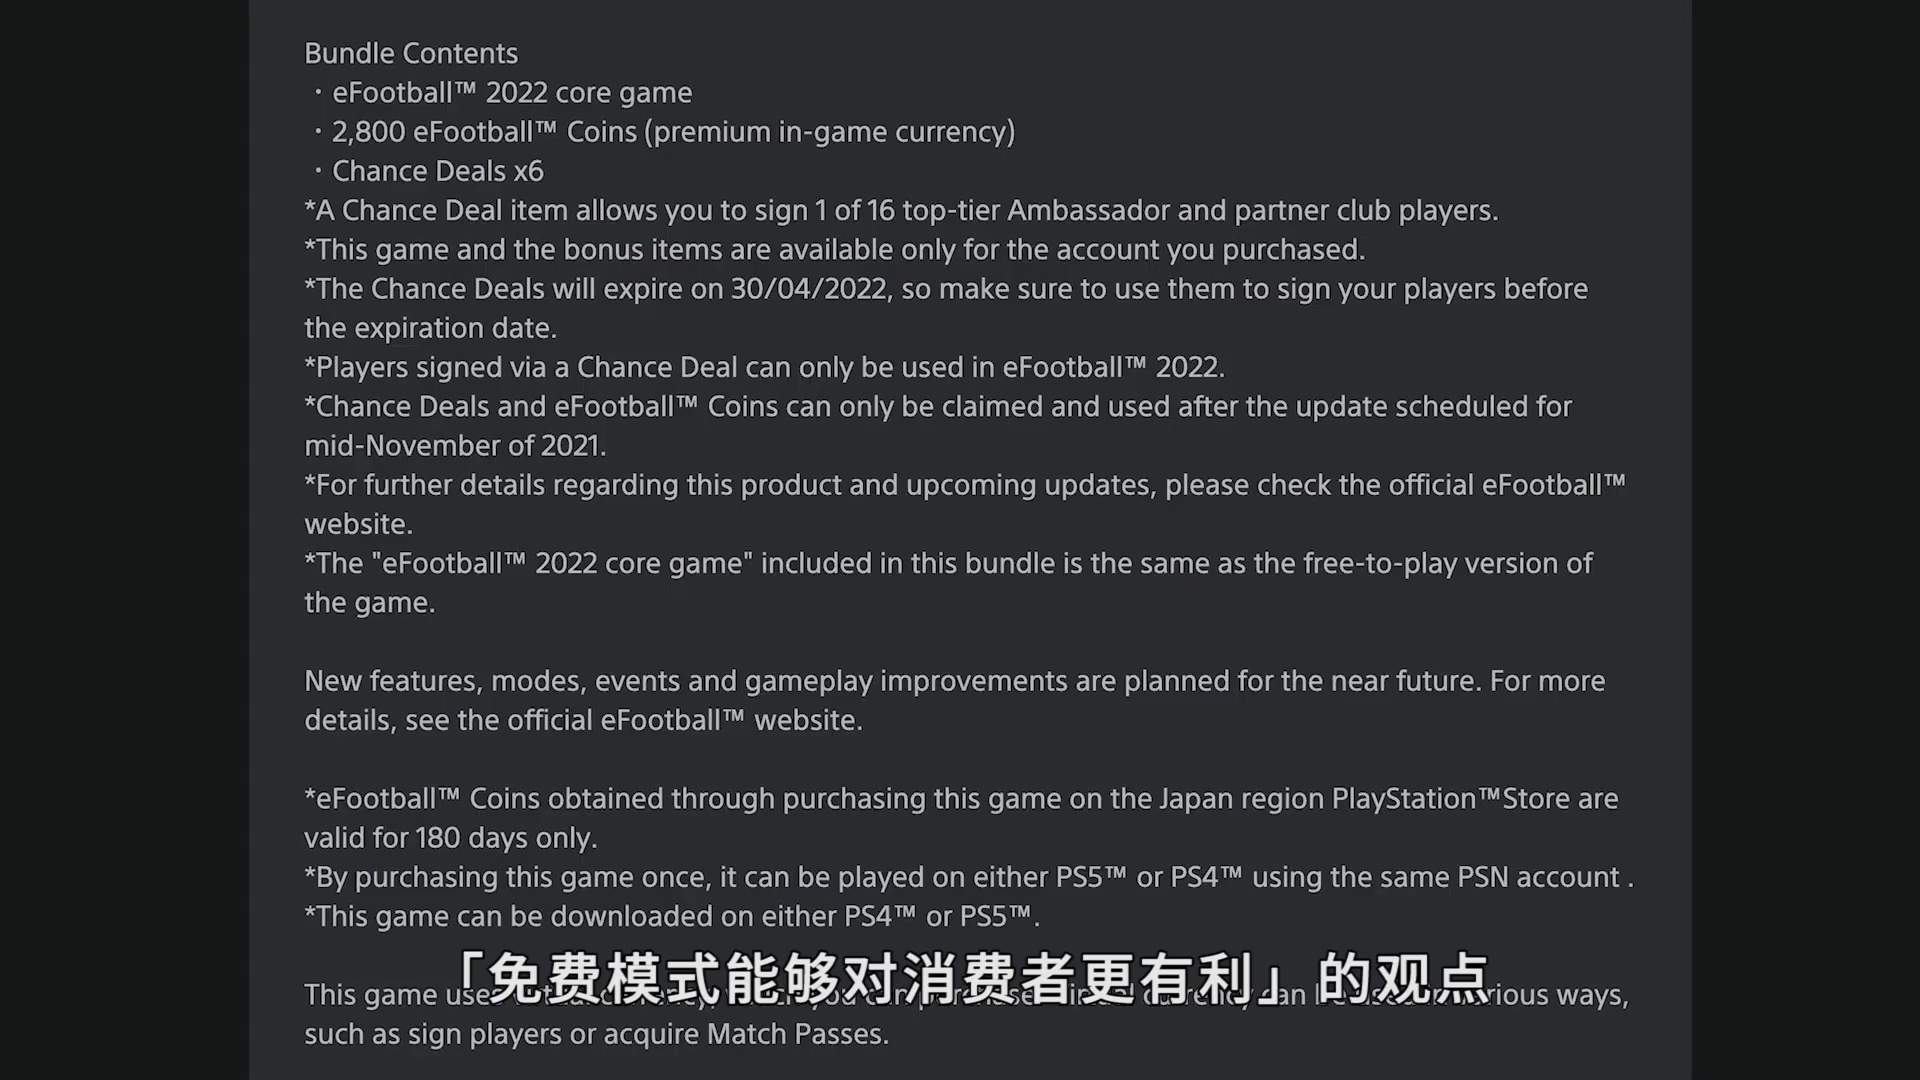 Bundle Contents
・eFootball™ 2022 core game
・2,800 eFootball™ Coins (premium in-game currency)
・Chance Deals x6
*A Chance Deal item allows you to sign 1 of 16 top-tier Ambassador and partner club players.
*This game and the bonus items are available only for the account you purchased.
*The Chance Deals will expire on 30/04/2022, so make sure to use them to sign your players before
the expiration date.
*Players signed via a Chance Deal can only be used in eFootball™ 2022.
*Chance Deals and eFootball™ Coins can only be claimed and used after the update scheduled for
mid-November of 2021.
*For further details regarding this product and upcoming updates, please check the official eFootball™
website.
*The "eFootball™ 2022 core game" included in this bundle is the same as the free-to-play version of
the game.
New features, modes, events and gameplay improvements are planned for the near future. For more
details, see the official eFootball™ website.
*eFootball™ Coins obtained through purchasing this game on the Japan region PlayStation™Store are
valid for 180 days only.
*By purchasing this game once, it can be played on either PS5™ or PS4™ using the same PSN account .
*This game can be downloaded on either PS4™ or PS5™.
「免费模式能够对消费者更有利」的观点
This game uses you can can ways,
such as sign players or acquire Match Passes.